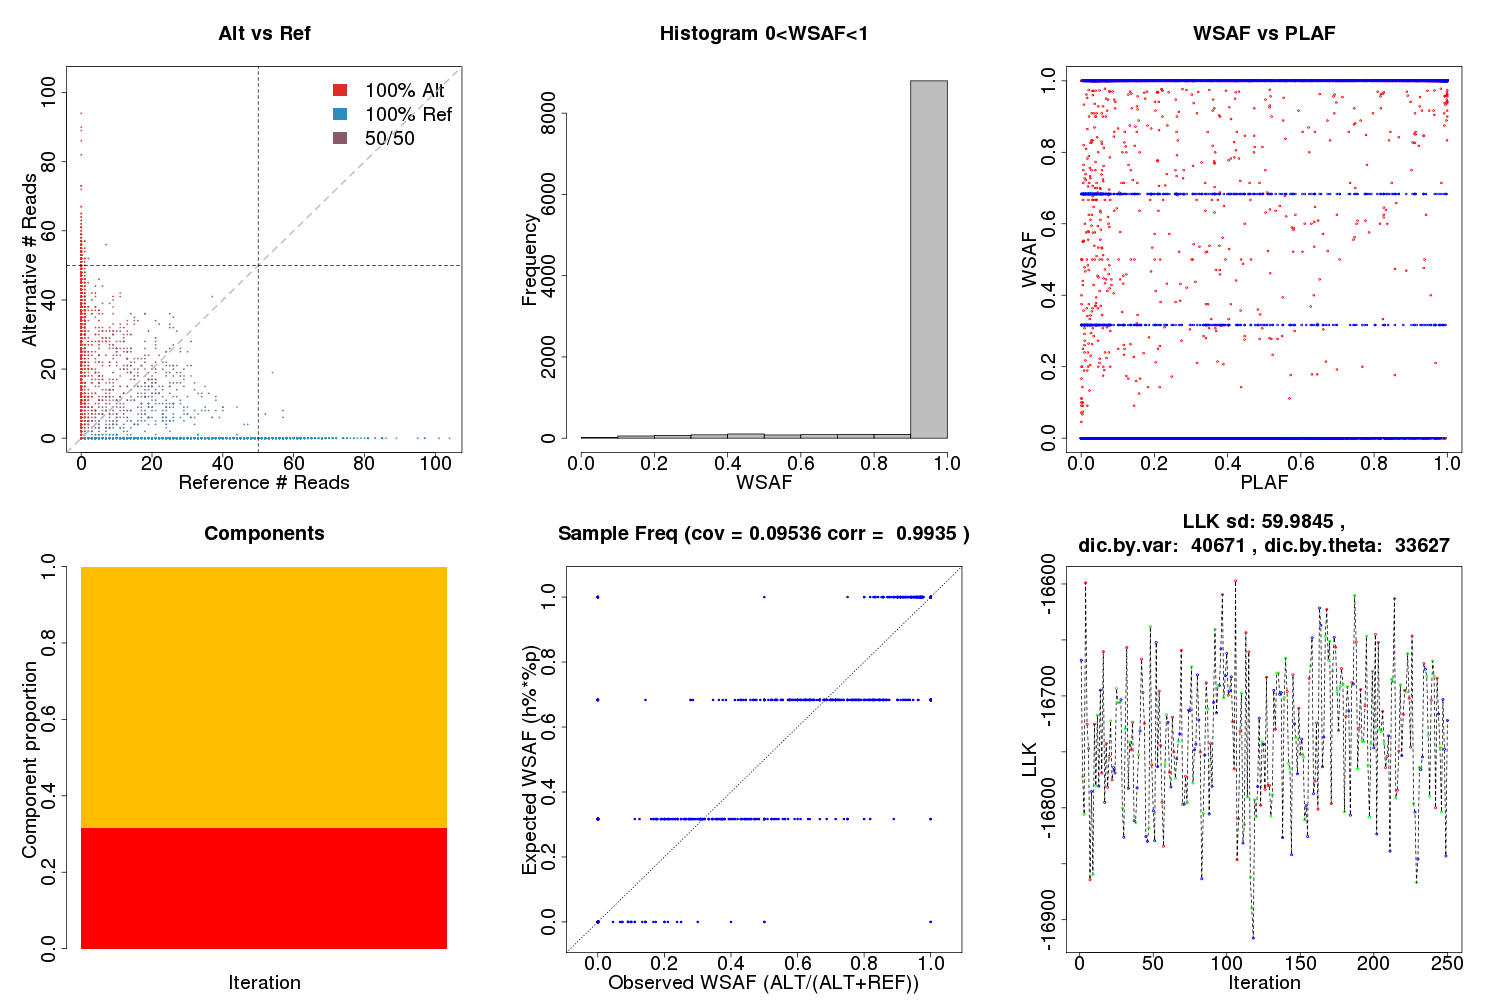 Alt vs Ref
100% Alt
100% Ref
50/50
Alternative # Reads
0 20 40 60 80 100
0 20 40 60 80 100
Reference # Reads
Histogram 0<WSAF<1
Frequency
0 2000 4000 6000 8000
0.0 0.2 0.4 0.6 0.8 1.0
WSAF
WSAF vs PLAF
WSAF
0.0 0.2 0.4 0.6 0.8 1.0
0.0 0.2 0.4 0.6 0.8 1.0
PLAF
Components
Component proportion
0.0 0.2 0.4 0.6 0.8 1.0
Iteration
Sample Freq (cov = 0.09536 corr = 0.9935 )
Expected WSAF (h%*%p)
0.0 0.2 0.4 0.6 0.8 1.0
0.0 0.2 0.4 0.6 0.8 1.0
Observed WSAF (ALT/(ALT+REF))
LLK sd: 59.9845 ,
dic.by.var: 40671 , dic.by.theta: 33627
LLK
-16900 -16800 -16700 -16600
0 50 100 150 200 250
Iteration